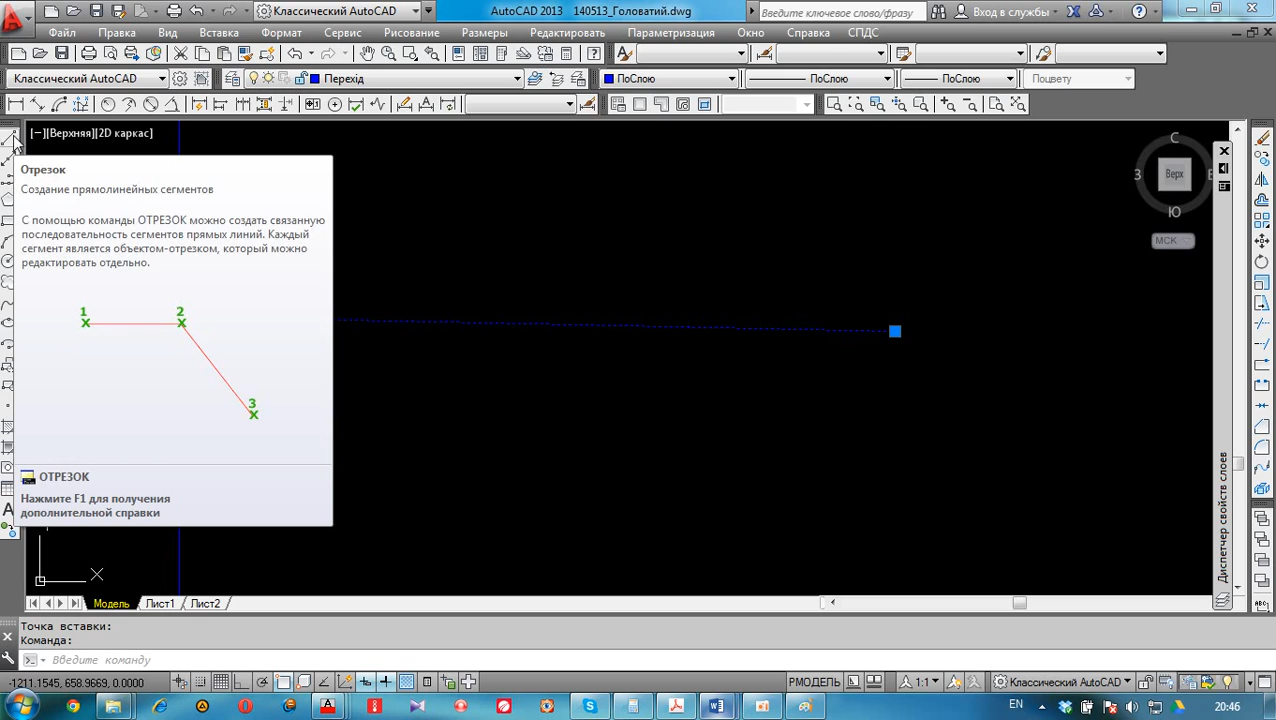 Классический AutoCAD
AutoCAD 2013 140513_Головатий.dwg
Введите ключевое слово/фразу
Вход в службы
Файл Правка Вид Вставка Формат Сервис Рисование Размеры Редактировать Параметризация Окно Справка СПДС
Классический AutoCAD
Перехід
ПоСлою
ПоСлою
ПоСлою
Поцвету
[−][Верхняя][2D каркас]
Отрезок
Создание прямолинейных сегментов
С помощью команды ОТРЕЗОК можно создать связанную
последовательность сегментов прямых линий. Каждый
сегмент является объектом-отрезком, который можно
редактировать отдельно.
1
2
3
ОТРЕЗОК
Нажмите F1 для получения
дополнительной справки
С
З
Верх
Ю
МСК
Диспетчер свойств слоев
X
Модель Лист1 Лист2
Точка вставки:
Команда:
Введите команду
-1211.1545, 658.9669, 0.0000
РМОДЕЛЬ
1:1
Классический AutoCAD
EN
20:46